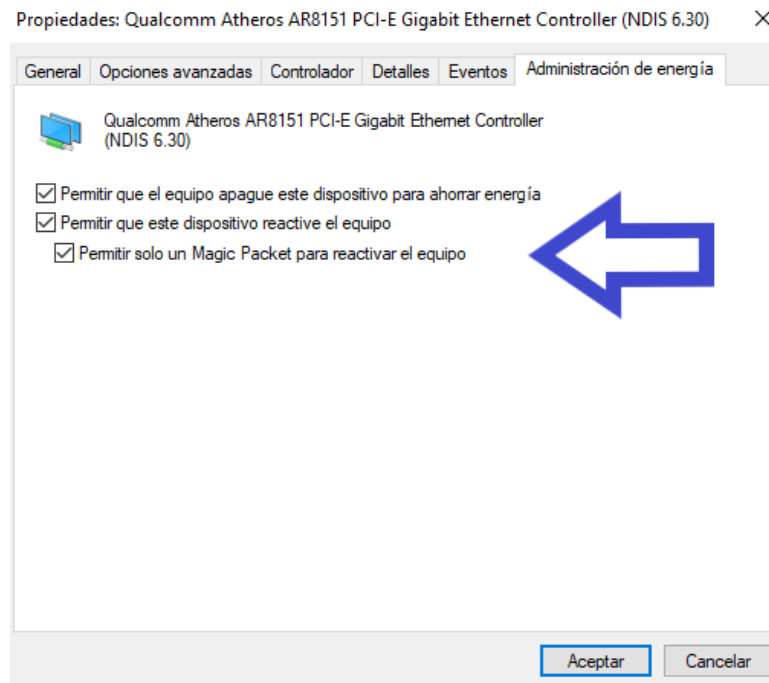 Propiedades: Qualcomm Atheros AR8151 PCI-E Gigabit Ethernet Controller (NDIS 6.30)
General Opciones avanzadas Controlador Detalles Eventos Administración de energía
Qualcomm Atheros AR8151 PCI-E Gigabit Ethernet Controller
(NDIS 6.30)
Permitir que el equipo apague este dispositivo para ahorrar energía
Permitir que este dispositivo reactive el equipo
Permitir solo un Magic Packet para reactivar el equipo
Aceptar Cancelar